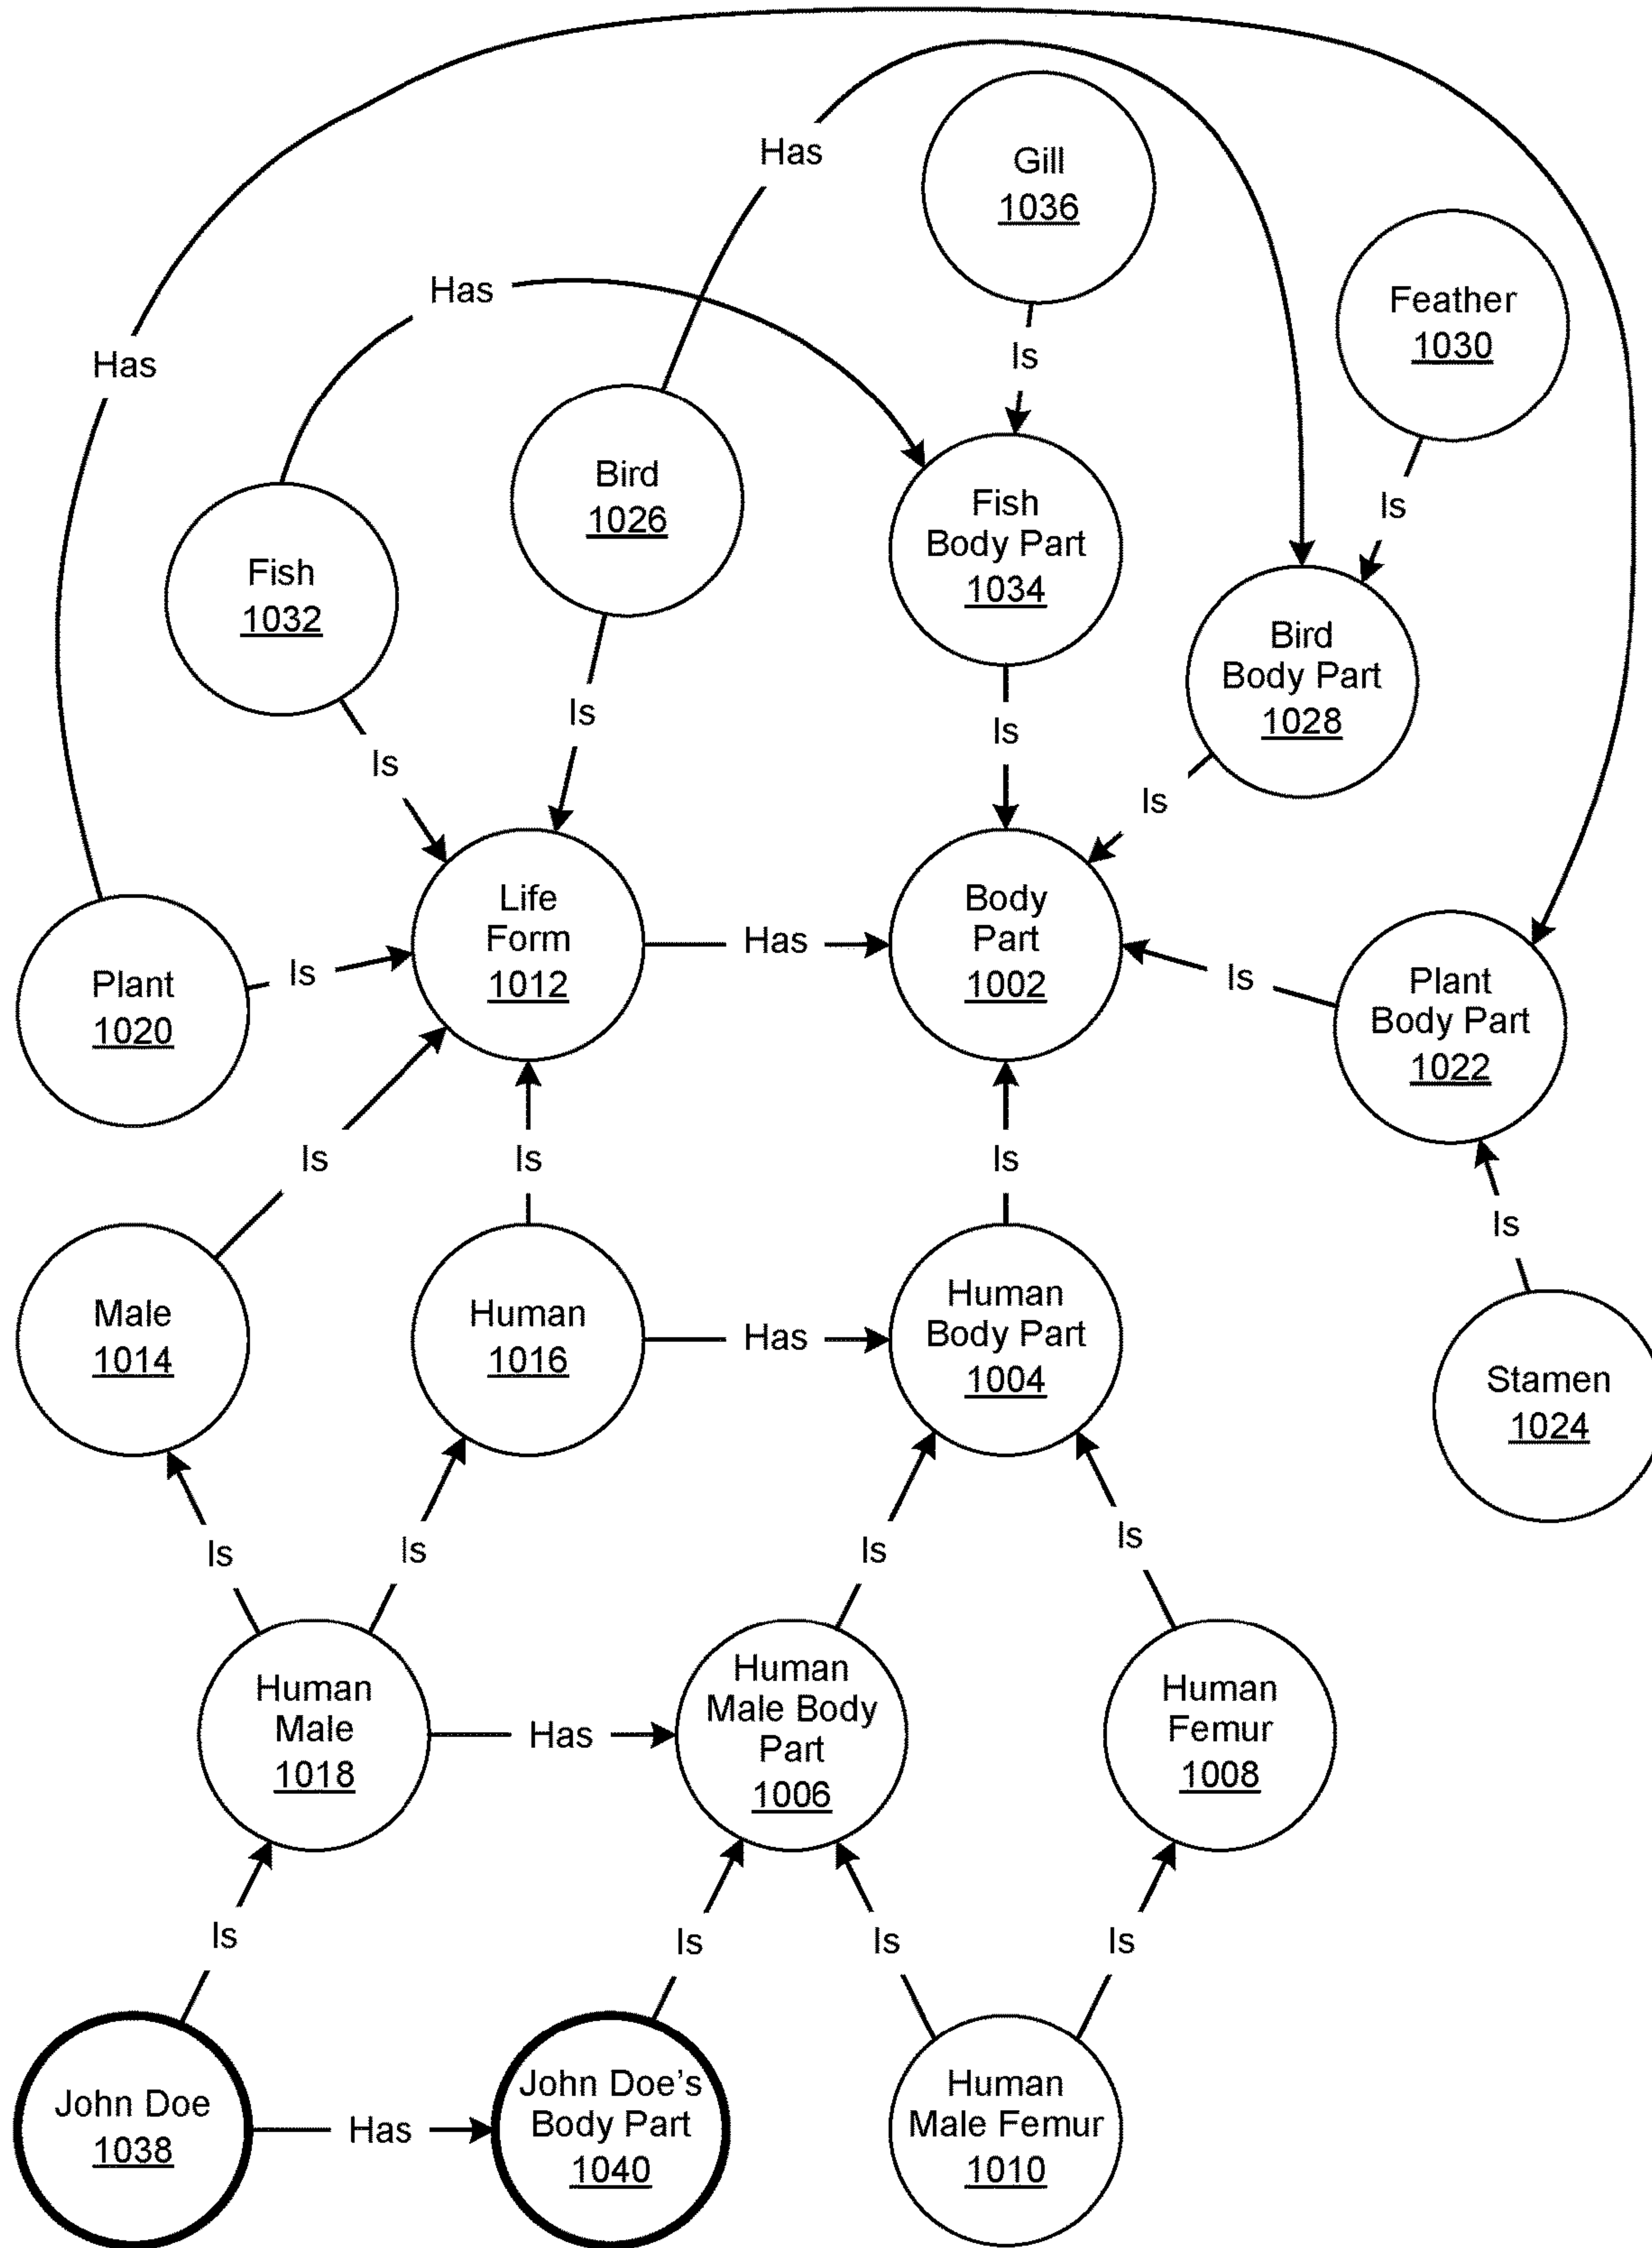 Has
Gill
1036
Feather
1030
Has
Has
Is
Bird
1026
Fish
Body Part
1034
Is
Fish
1032
Bird
Body Part
1028
Is
Is
Is
Is
Life
Form
1012
Has
Body
Part
1002
Plant
1020
Is
Is
Plant
Body Part
1022
Is
Is
Is
Is
Male
1014
Human
1016
Has
Human
Body Part
1004
Stamen
1024
Is
Is
Is
Is
Human
Male
1018
Has
Human
Male Body
Part
1006
Human
Femur
1008
Is
Is
Is
Is
John Doe
1038
Has
John Doe’s
Body Part
1040
Human
Male Femur
1010